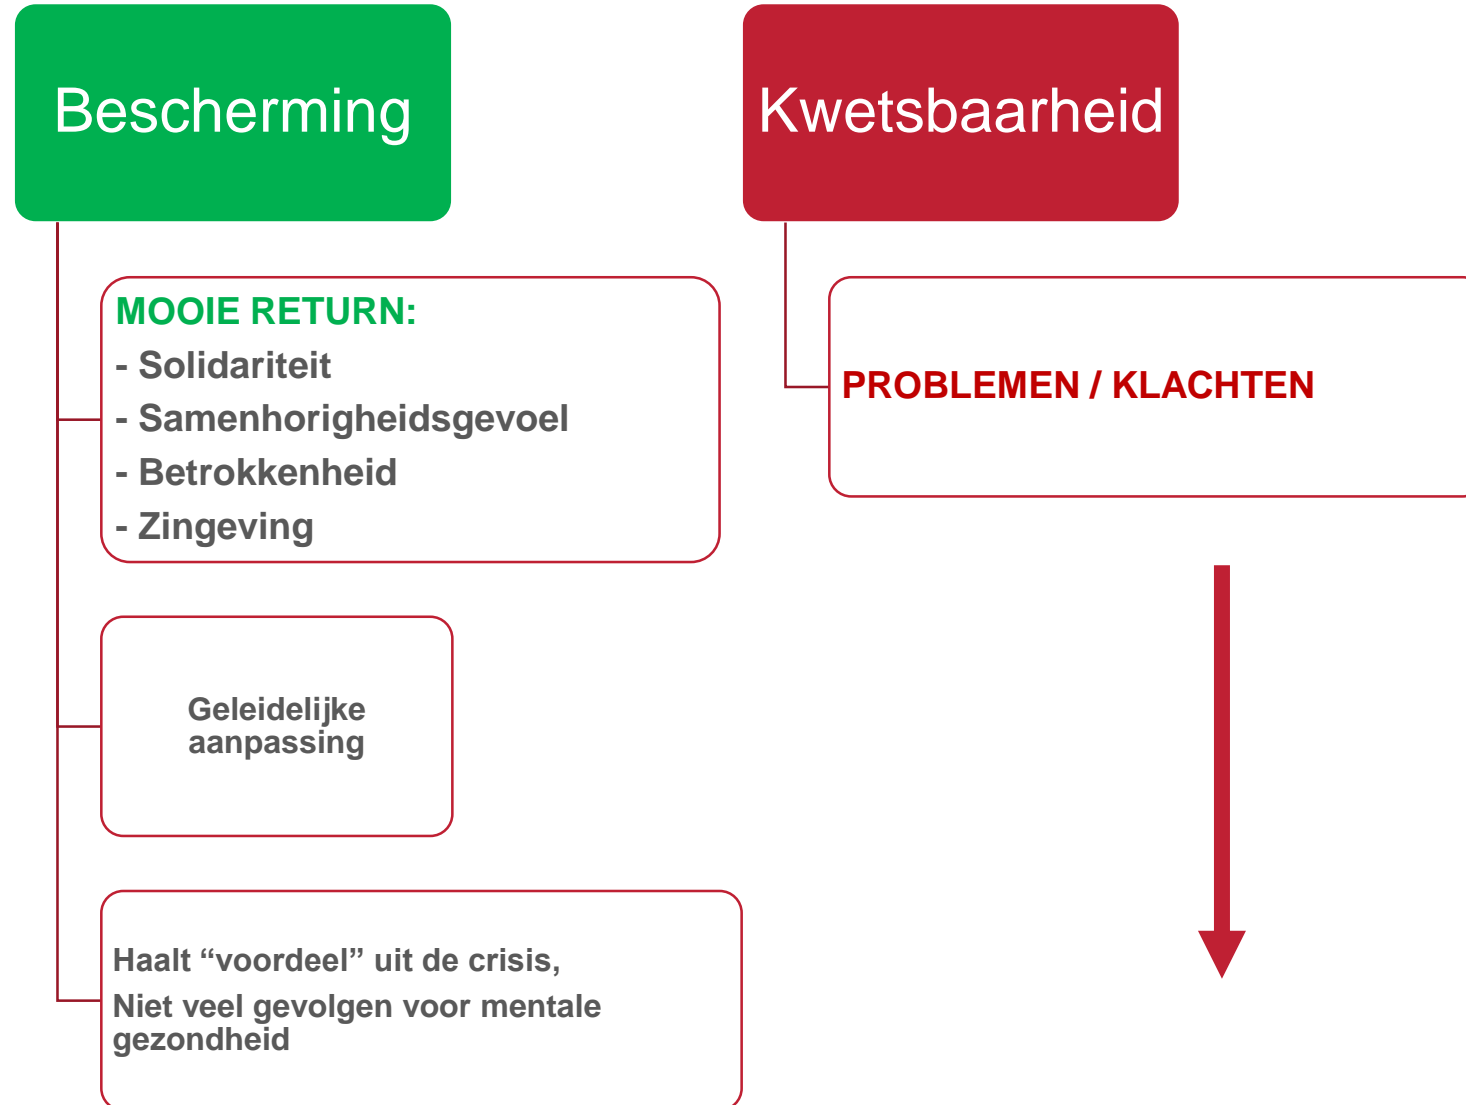 Bescherming
MOOIE RETURN:
- Solidariteit
- Samenhorigheidsgevoel
- Betrokkenheid
- Zingeving
Geleidelijke
aanpassing
Haalt “voordeel” uit de crisis,
Niet veel gevolgen voor mentale
gezondheid
Kwetsbaarheid
PROBLEMEN / KLACHTEN